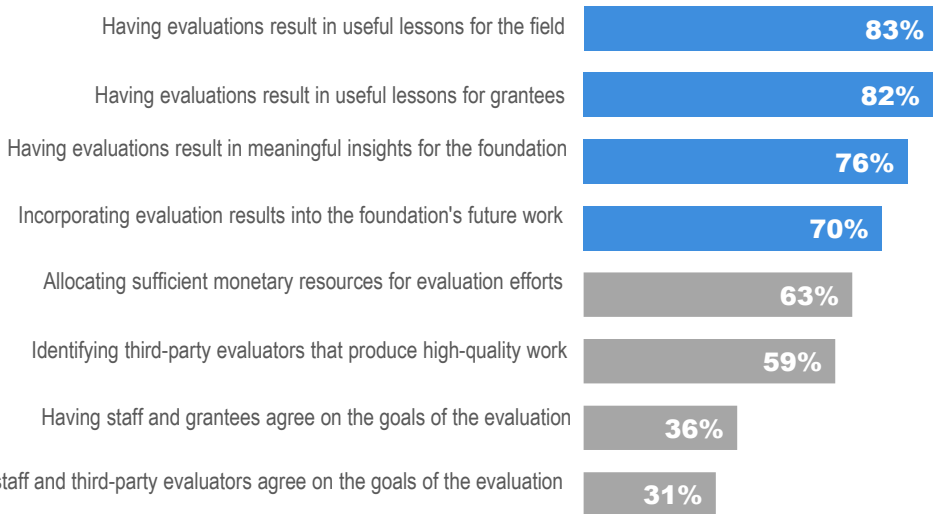 Having evaluations result in useful lessons for the field 83%
Having evaluations result in useful lessons for grantees 82%
Having evaluations result in meaningful insights for the foundation 76%
Incorporating evaluation results into the foundation's future work 70%
Allocating sufficient monetary resources for evaluation efforts 63%
Identifying third-party evaluators that produce high-quality work 59%
Having staff and grantees agree on the goals of the evaluation 36%
staff and third-party evaluators agree on the goals of the evaluation 31%